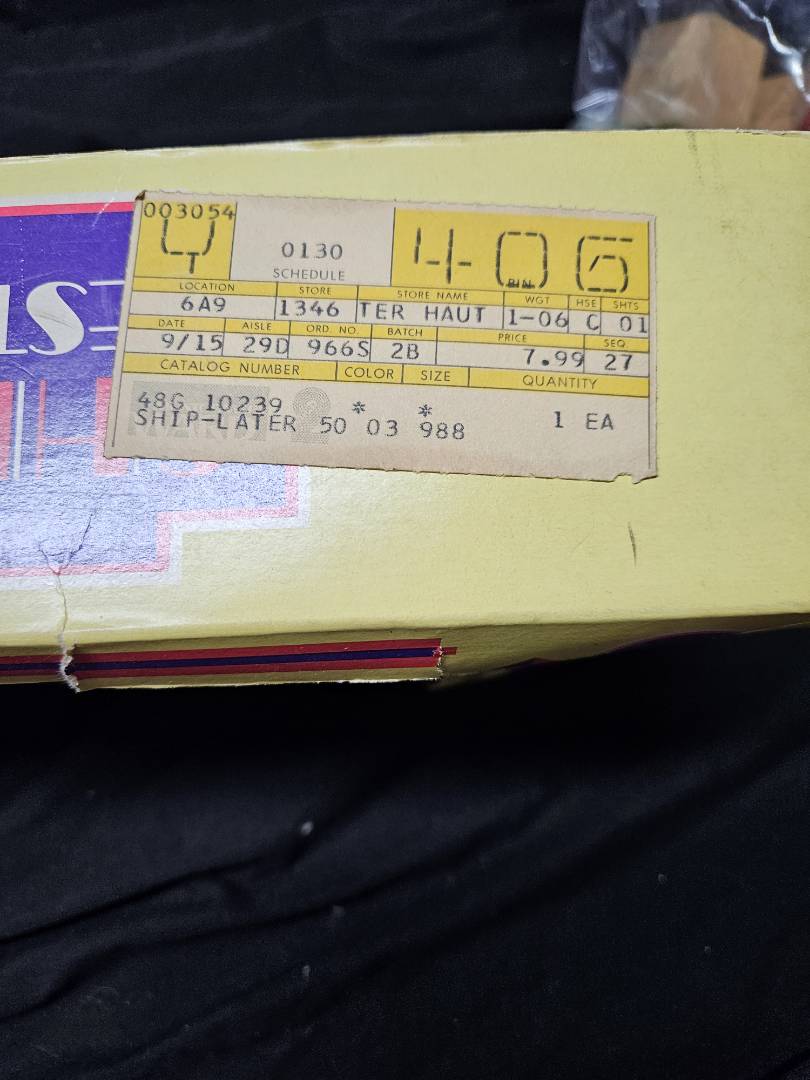 003054
Y
T
0130
SCHEDULE
406
BIN
LOCATION STORE STORE NAME WGT HSE SHTS
6A9 1346 TER HAUT 1-06 C 01
DATE AISLE ORD. NO. BATCH PRICE SEQ.
9/15 29D 966S 2B 7.99 27
CATALOG NUMBER COLOR SIZE QUANTITY
48G 10239 * * 1 EA
SHIP-LATER 50 03 988